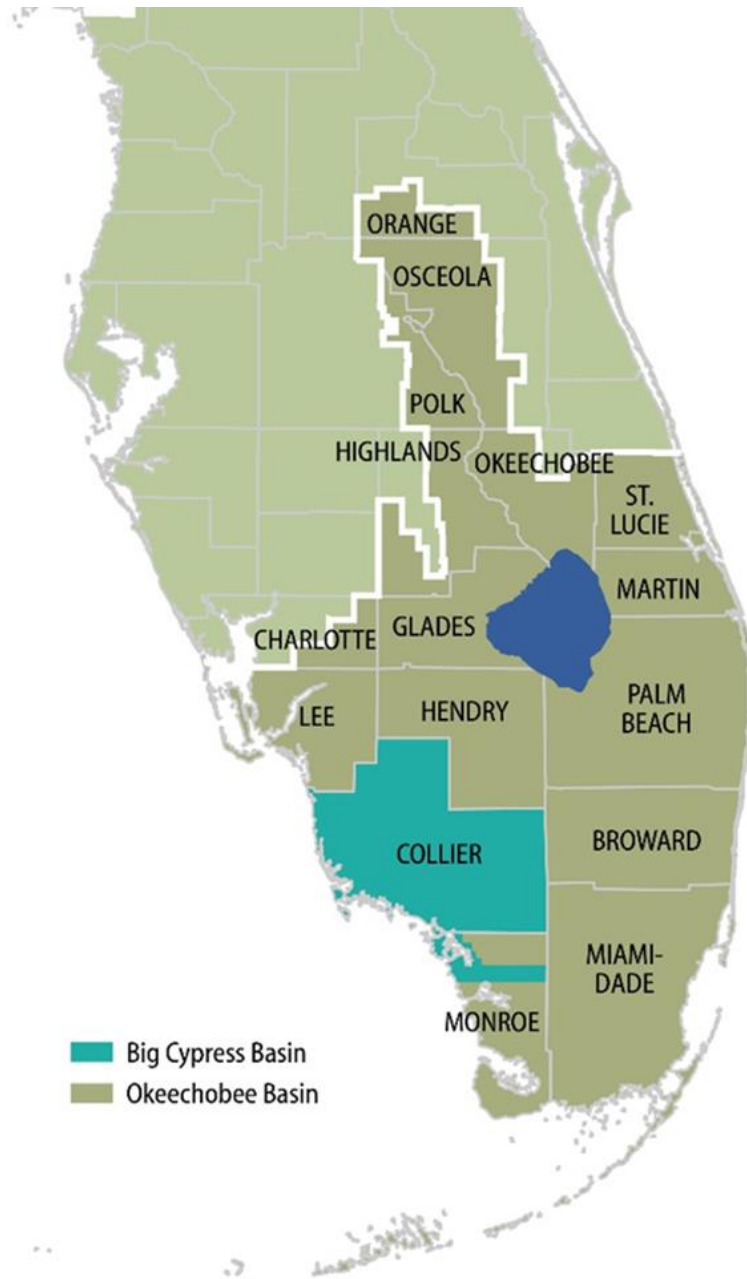 ORANGE
OSCEOLA
POLK
HIGHLANDS
OKEECHOBEE
ST.
LUCIE
MARTIN
CHARLOTTE
GLADES
LEE
HENDRY
PALM
BEACH
COLLIER
BROWARD
MIAMI-
DADE
MONROE
Big Cypress Basin
Okeechobee Basin